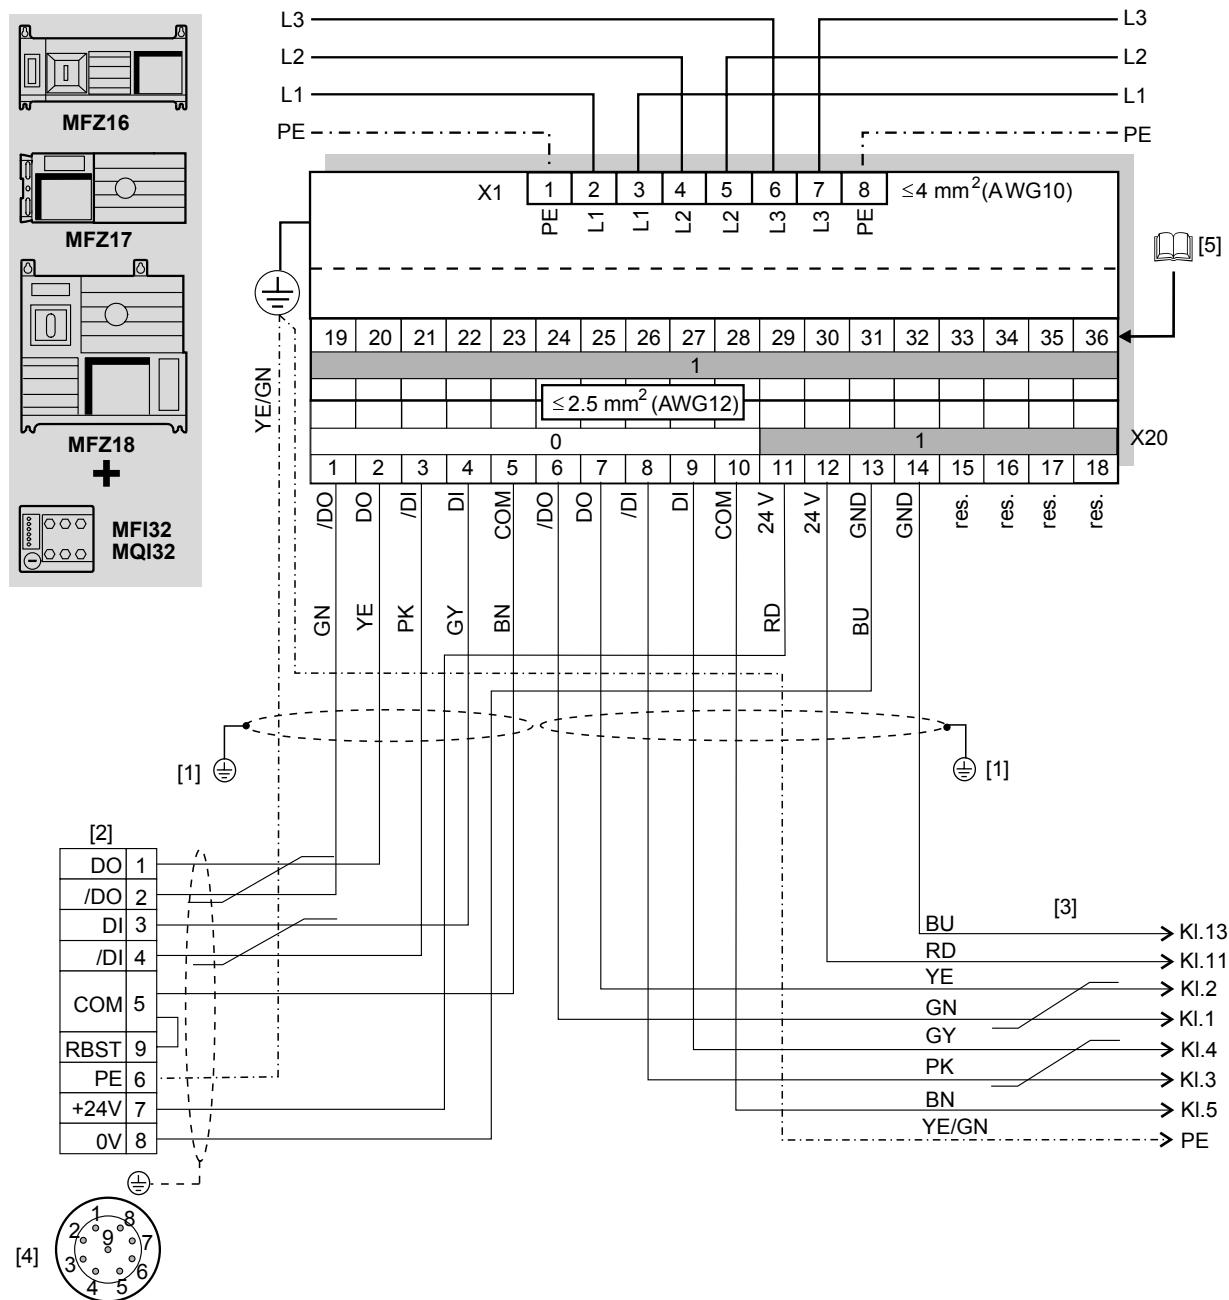 MFZ16
MFZ17
MFZ18
MFI32
MQI32
L3 L3
L2 L2
L1 L1
PE PE
X1 1 2 3 4 5 6 7 8 ≤4 mm²(AWG10)
PE L1 L1 L2 L2 L3 L3 PE
[5]
YE/GN
19 20 21 22 23 24 25 26 27 28 29 30 31 32 33 34 35 36
1
≤2.5 mm² (AWG12)
0 1 X20
1 2 3 4 5 6 7 8 9 10 11 12 13 14 15 16 17 18
/DO DO /DI DI COM /DO DO /DI DI COM 24 V 24 V GND GND res. res. res. res.
GN YE PK GY BN RD BU
[1] [1]
[2]
DO 1
/DO 2
DI 3
/DI 4
COM 5
RBST 9
PE 6
+24V 7
0V 8
[3]
BU Kl.13
RD Kl.11
YE Kl.2
GN Kl.1
GY Kl.4
PK Kl.3
BN Kl.5
YE/GN PE
[4]
1 8
2 9 7
3 6
4 5